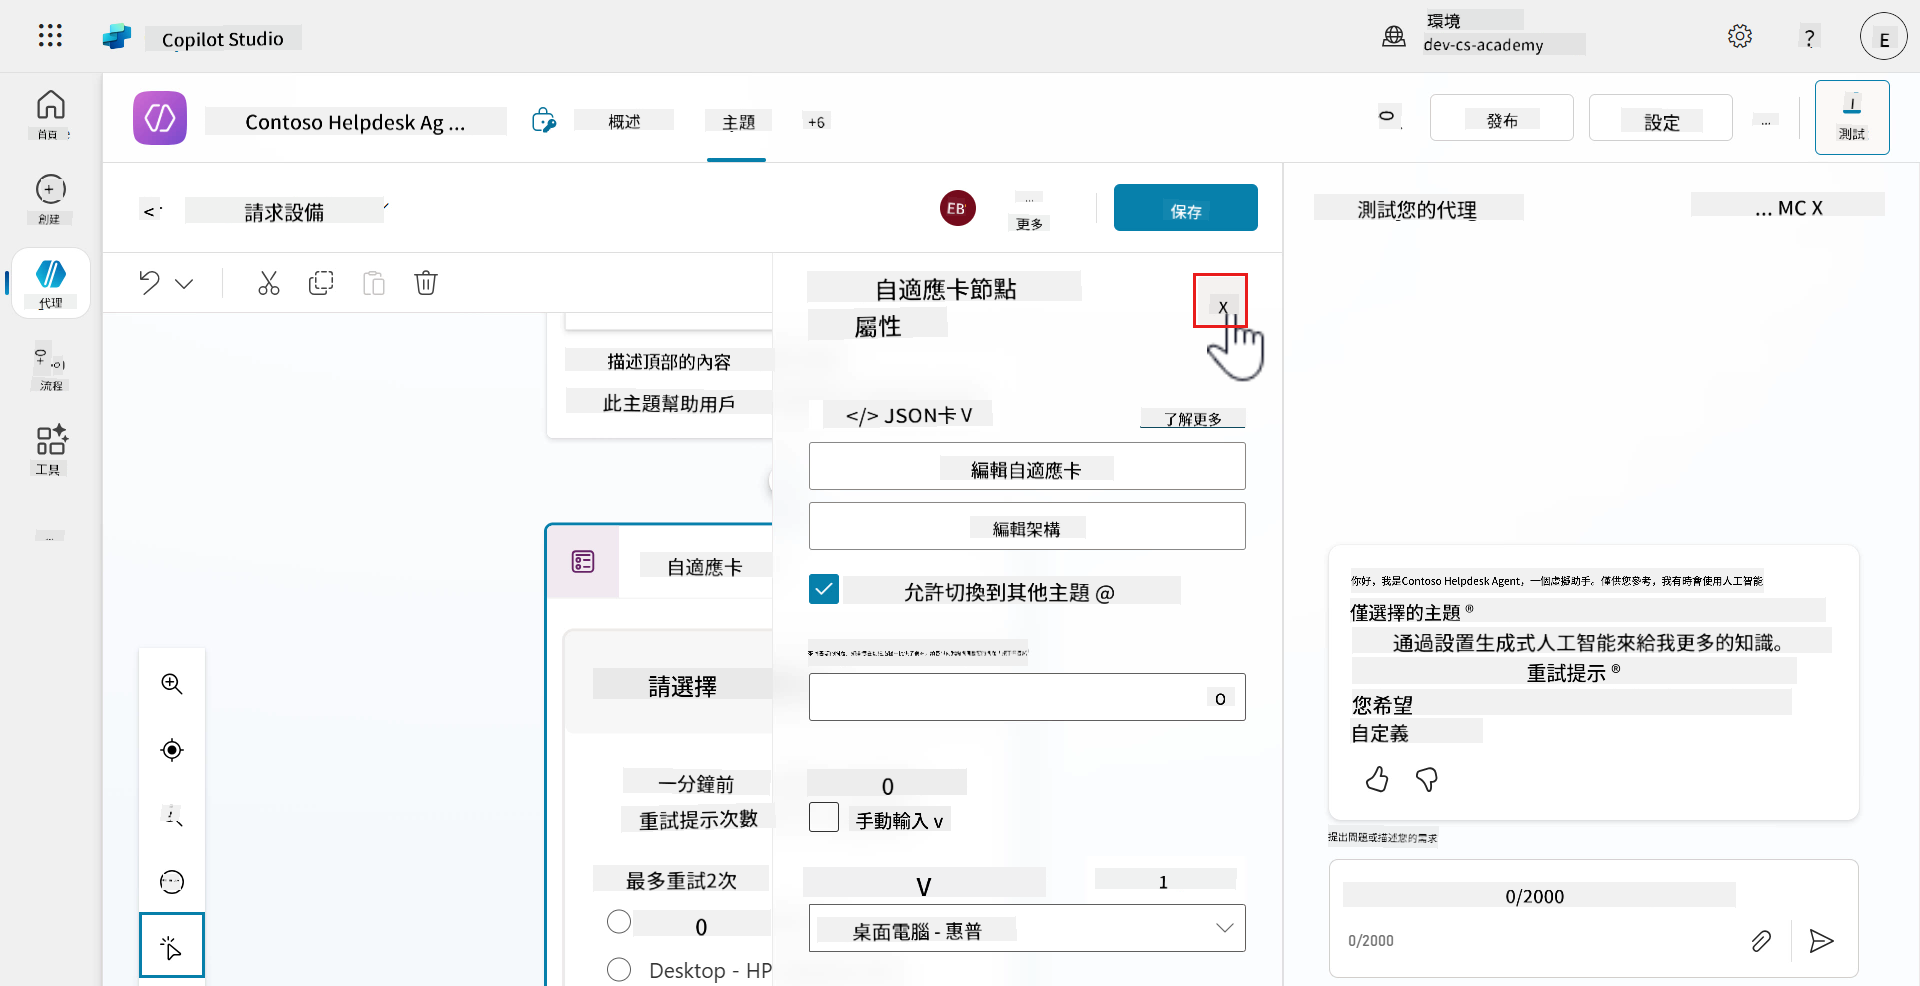 Copilot Studio
環境
dev-cs-academy
?
E
首頁
創建
代理
流程
工具
...
Contoso Helpdesk Ag ...
概述
主題
+6
發布
設定
...
測試
<
請求設備
EB
...
更多
保存
測試您的代理
... MC X
描述頂部的內容
此主題幫助用戶
自適應卡
請選擇
一分鐘前
重試提示次數
最多重試2次
0
Desktop - HP
自適應卡節點
屬性
X
</> JSON卡 V
了解更多
編輯自適應卡
編輯架構
允許切換到其他主題 @
O
0
手動輸入 v
V
1
桌面電腦 - 惠普
你好，我是Contoso Helpdesk Agent，一個虛擬助手。僅供您參考，我有時會使用人工智能
僅選擇的主題 ®
通過設置生成式人工智能來給我更多的知識。
重試提示 ®
您希望
自定義
提出問題或描述您的需求
0/2000
0/2000